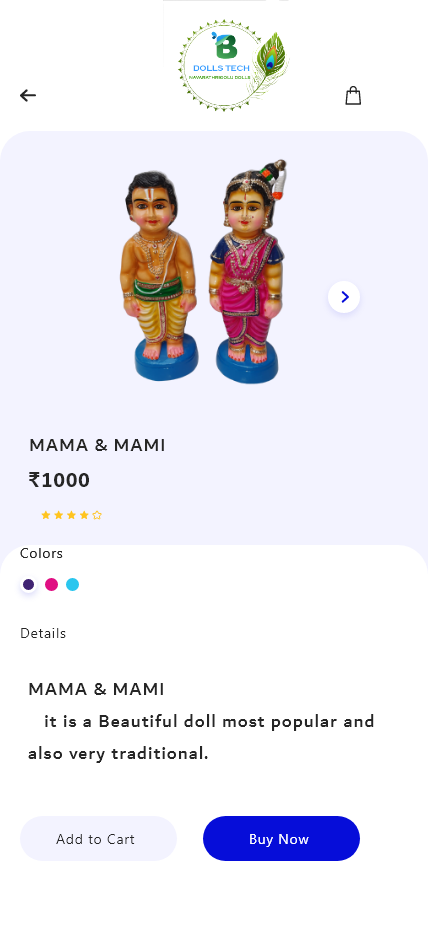 B
DOLLS TECH
NAVARATHIRIGOLU DOLLS
MAMA & MAMI
₹1000
Colors
Details
MAMA & MAMI
it is a Beautiful doll most popular and
also very traditional.
Add to Cart
Buy Now